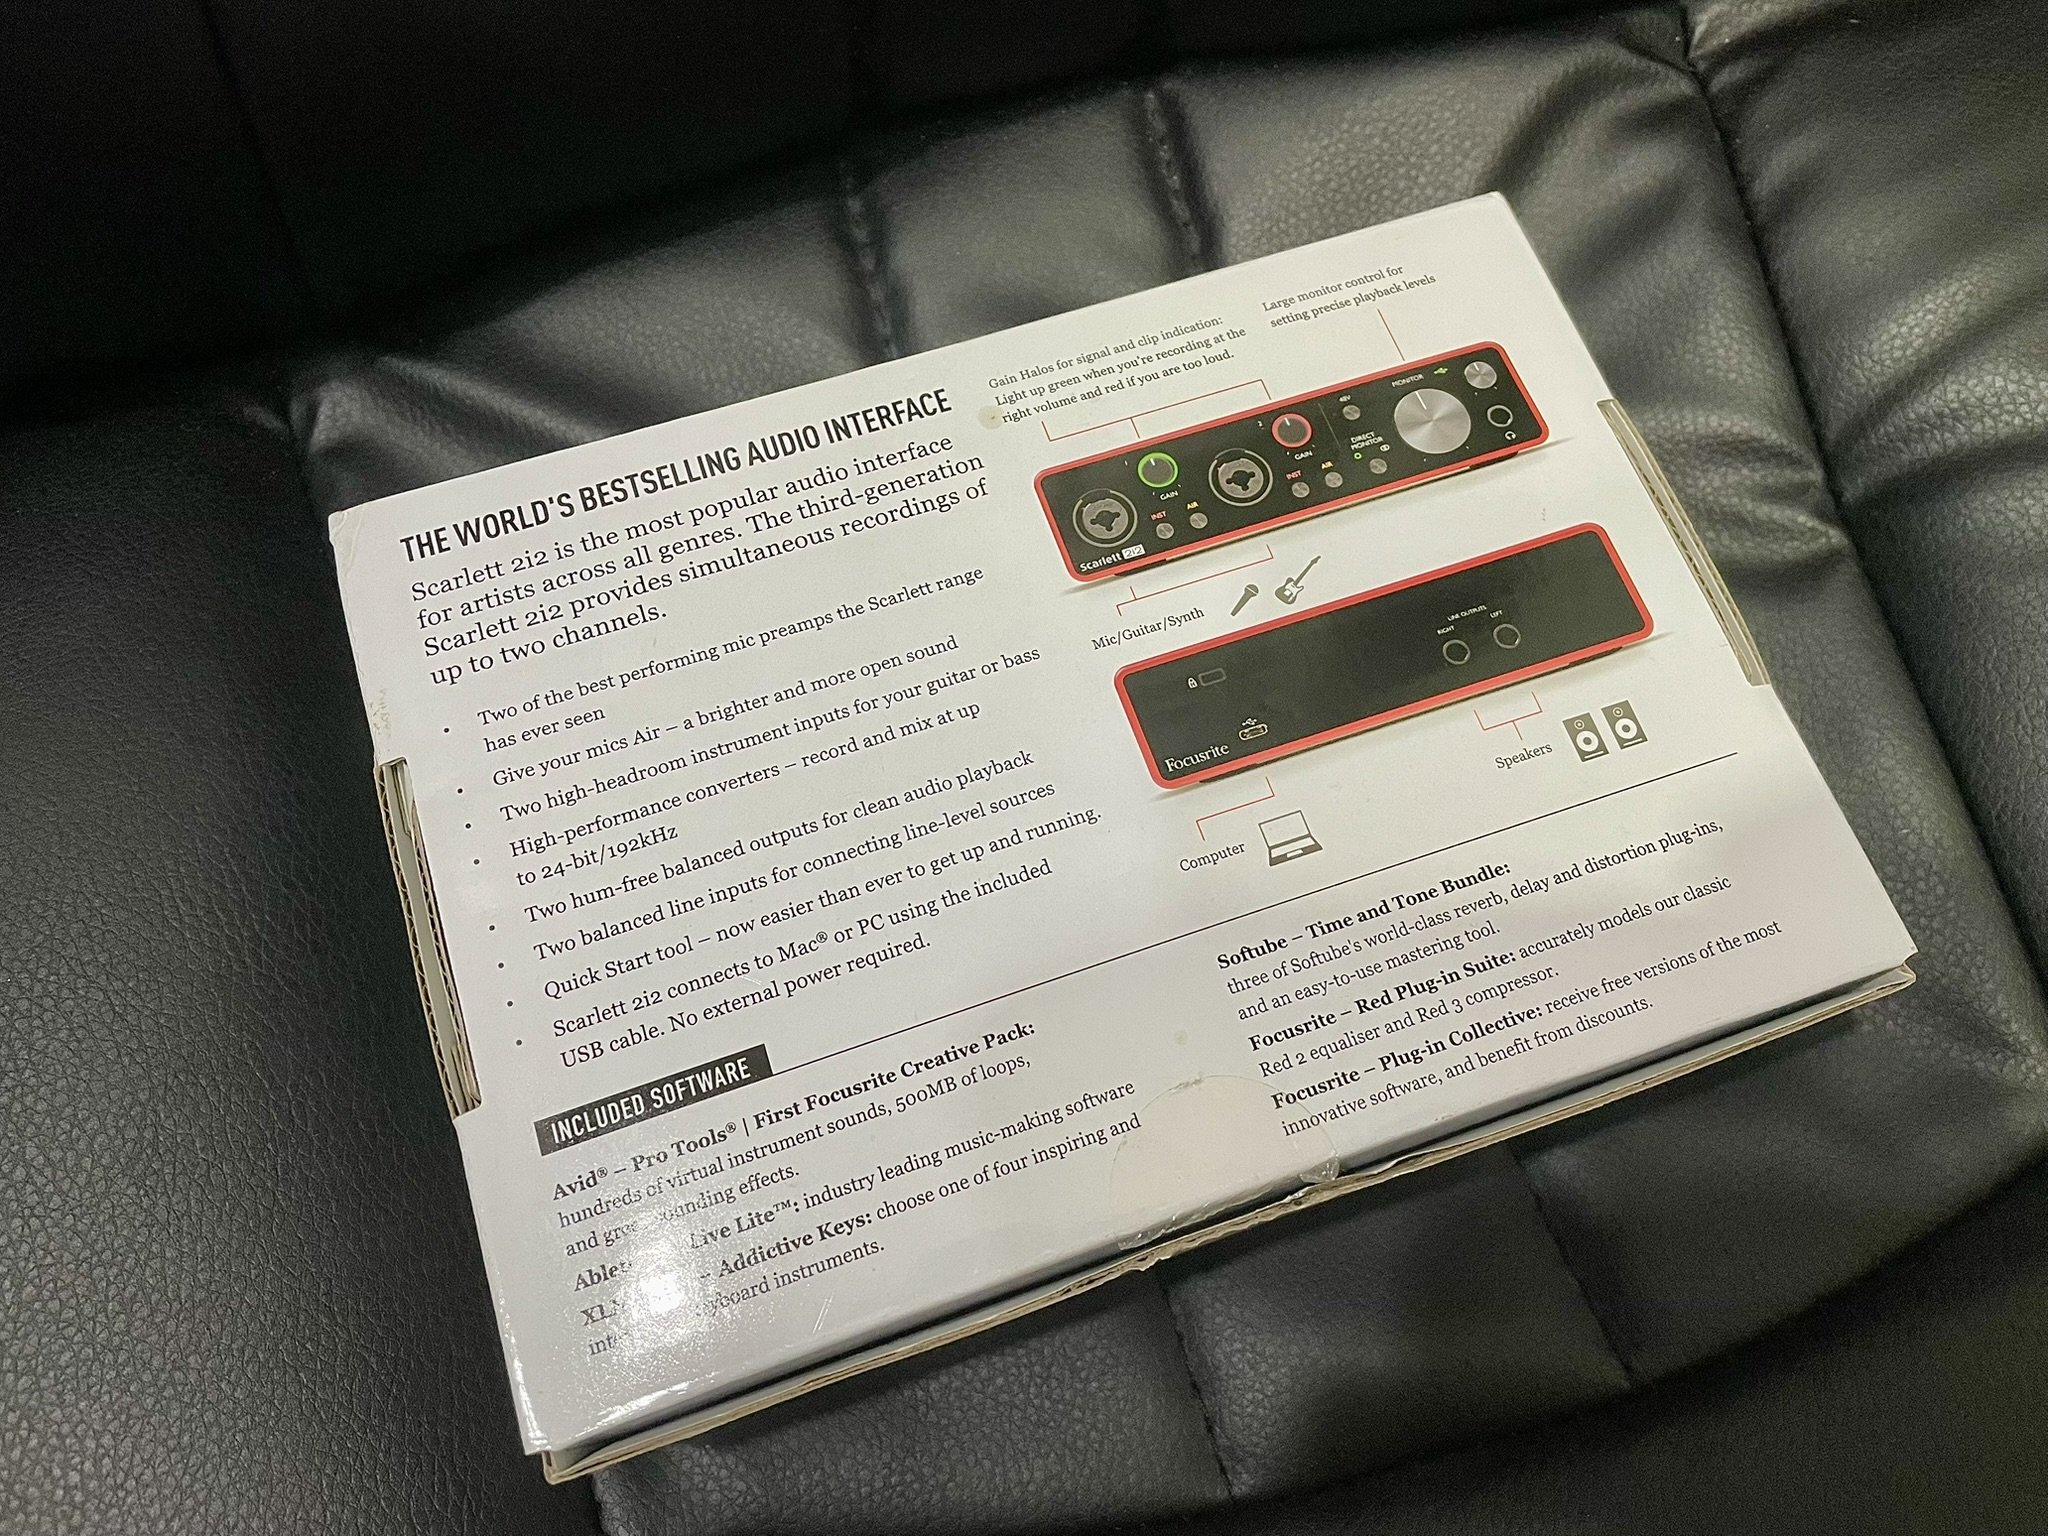 THE WORLD'S BESTSELLING AUDIO INTERFACE
Scarlett 2i2 is the most popular audio interface
for artists across all genres. The third-generation
Scarlett 2i2 provides simultaneous recordings of
up to two channels.
• Two of the best performing mic preamps the Scarlett range
has ever seen
• Give your mics Air – a brighter and more open sound
• Two high-headroom instrument inputs for your guitar or bass
• High-performance converters – record and mix at up
to 24-bit/192kHz
• Two hum-free balanced outputs for clean audio playback
• Two balanced line inputs for connecting line-level sources
• Quick Start tool – now easier than ever to get up and running.
• Scarlett 2i2 connects to Mac® or PC using the included
USB cable. No external power required.
Gain Halos for signal and clip indication:
Light up green when you're recording at the
right volume and red if you are too loud.
Large monitor control for
setting precise playback levels
1
GAIN
INST
AIR
2
GAIN
INST
AIR
48V
DIRECT
MONITOR
MONITOR
Scarlett 2i2
Mic/Guitar/Synth
LINE OUTPUTS
RIGHT
LEFT
Focusrite
Computer
Speakers
INCLUDED SOFTWARE
Avid® – Pro Tools® | First Focusrite Creative Pack:
hundreds of virtual instrument sounds, 500MB of loops,
and effects.
Live Lite™: industry leading music-making software
– Addictive Keys: choose one of four inspiring and
instruments.
Softube – Time and Tone Bundle:
three of Softube's world-class reverb, delay and distortion plug-ins,
and an easy-to-use mastering tool.
Focusrite – Red Plug-in Suite: accurately models our classic
Red 2 equaliser and Red 3 compressor.
Focusrite – Plug-in Collective: receive free versions of the most
innovative software, and benefit from discounts.